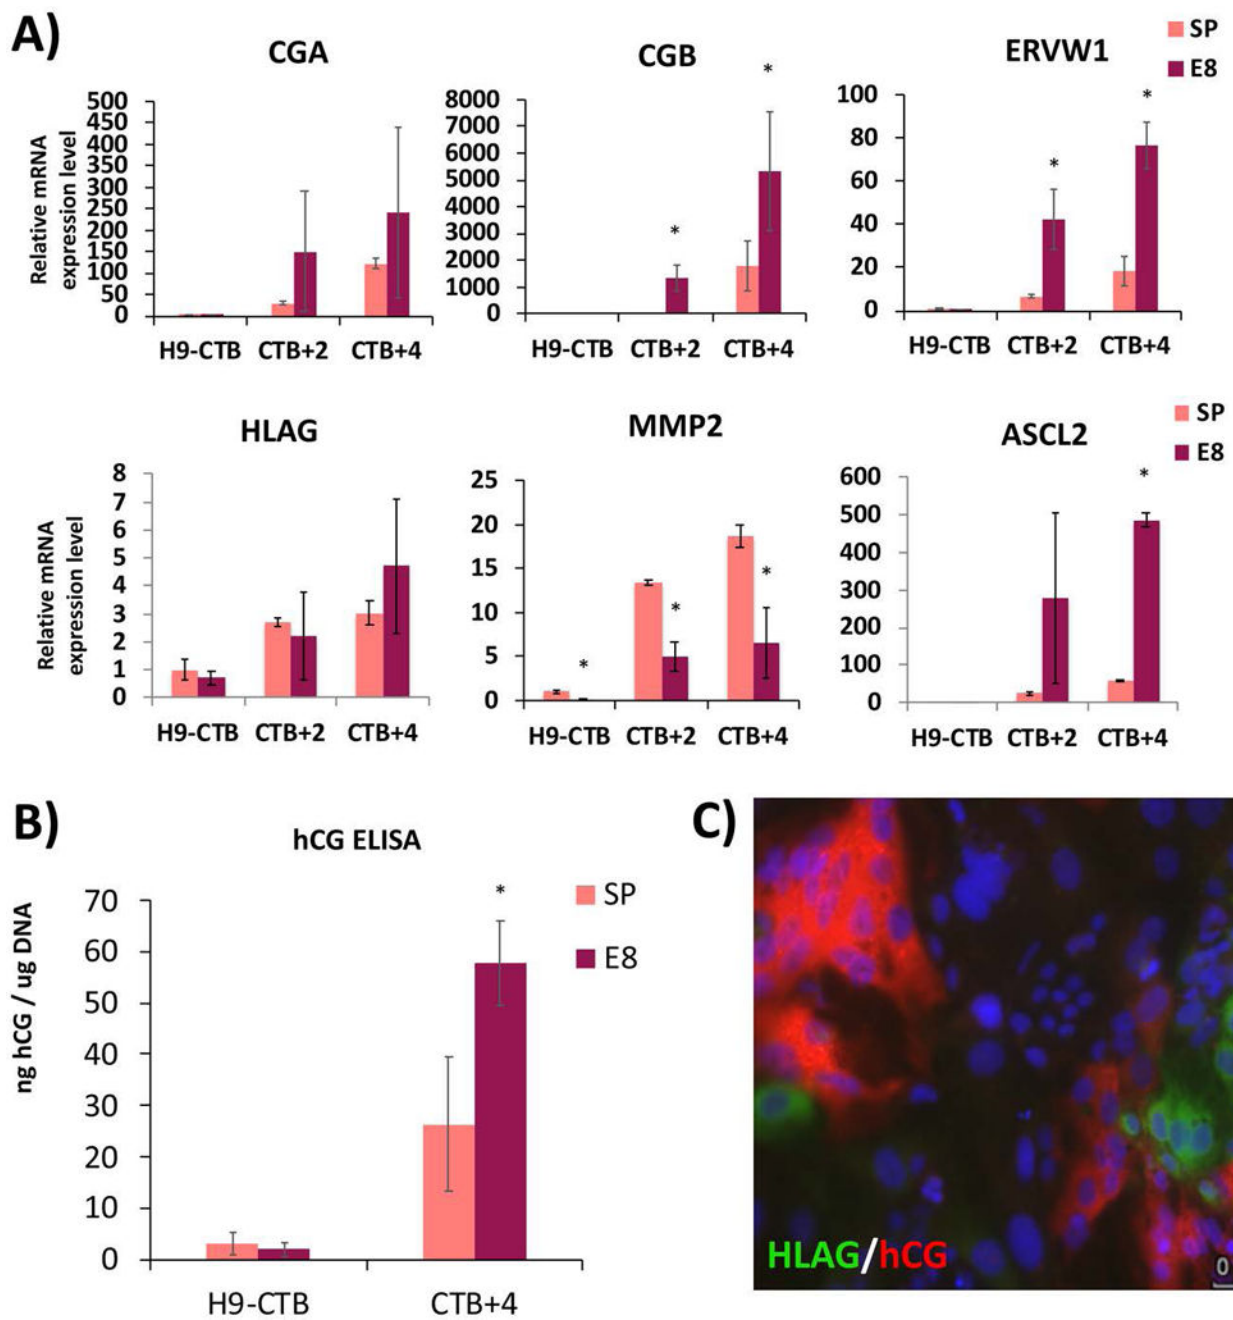 A)
CGA
CGB
ERVW1
SP
E8
Relative mRNA
expression level
500
450
400
350
300
250
200
150
100
50
0
H9-CTB CTB+2 CTB+4
*
*
8000
7000
6000
5000
4000
3000
2000
1000
0
H9-CTB CTB+2 CTB+4
*
*
100
80
60
40
20
0
H9-CTB CTB+2 CTB+4
HLAG
MMP2
ASCL2
SP
E8
Relative mRNA
expression level
8
7
6
5
4
3
2
1
0
H9-CTB CTB+2 CTB+4
25
20
15
10
5
0
*
*
*
H9-CTB CTB+2 CTB+4
600
500
400
300
200
100
0
*
H9-CTB CTB+2 CTB+4
B)
hCG ELISA
SP
E8
ng hCG / ug DNA
70
60
50
40
30
20
10
0
*
H9-CTB CTB+4
C)
HLAG/hCG
0